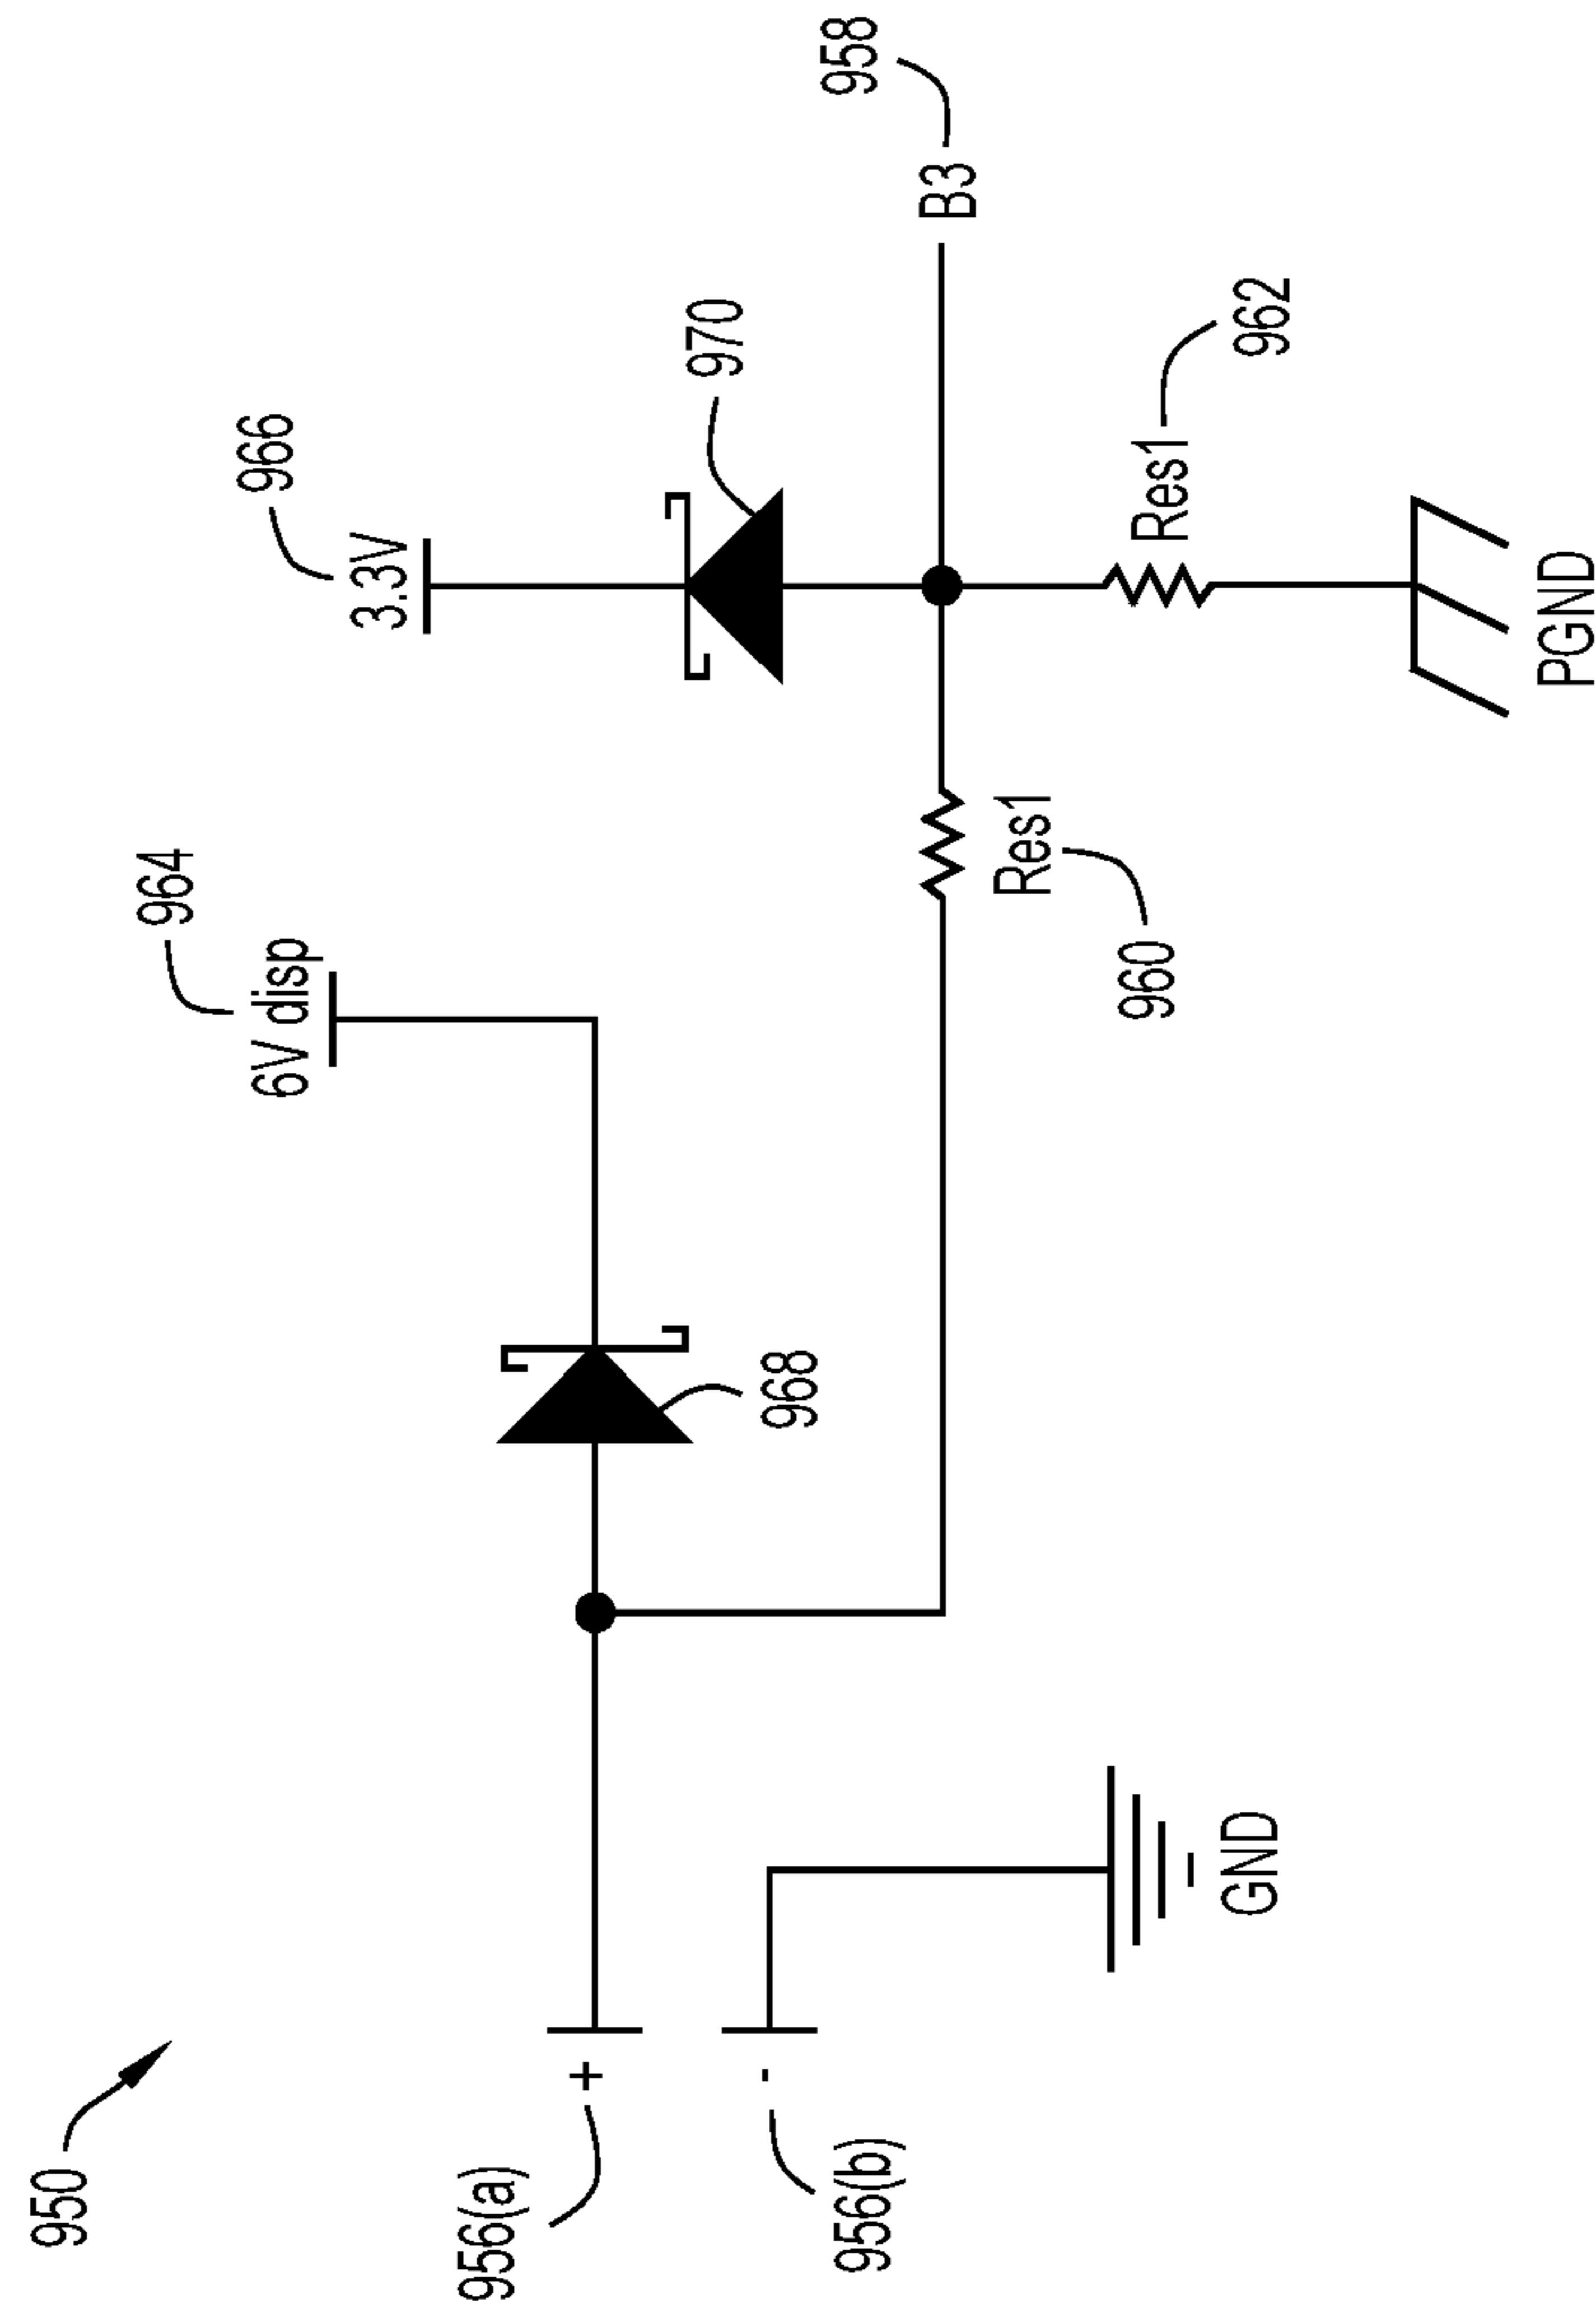 950
956(a)
+
956(b)
-
GND
968
6V disp
964
Res1
960
3.3V
966
970
B3
958
Res1
962
PGND